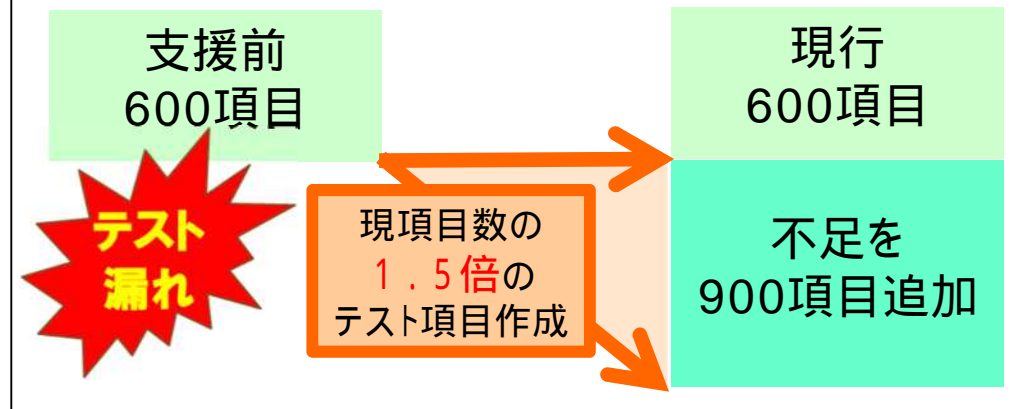 支援前
600項目
テスト
漏れ
現項目数の
１．５倍の
テスト項目作成
現行
600項目
不足を
900項目追加